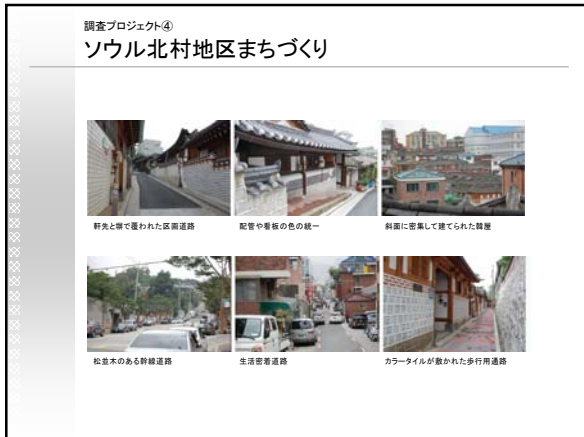 調査プロジェクト④
ソウル北村地区まちづくり
軒先と塀で覆われた区画道路
配管や看板の色の統一
斜面に密集して建てられた韓屋
松並木のある幹線道路
生活密着道路
カラータイルが敷かれた歩行用通路